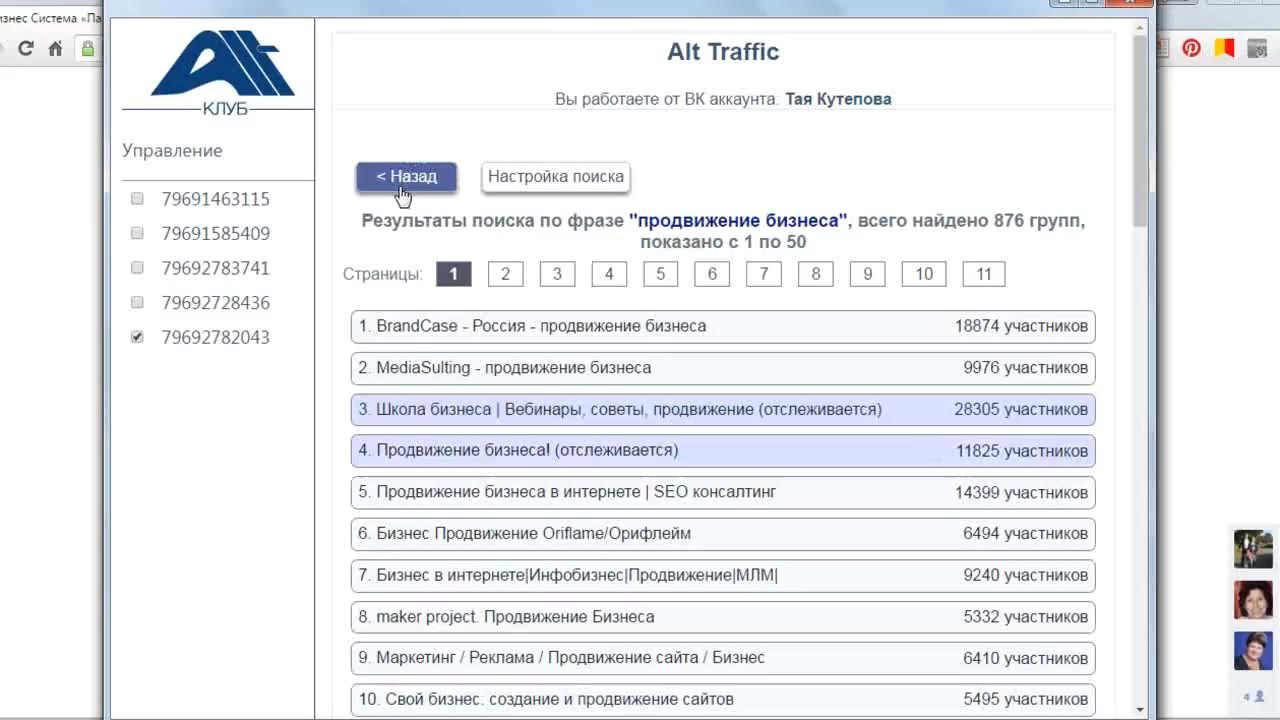 изнес Система «Па
Alt
КЛУБ
Управление
79691463115
79691585409
79692783741
79692728436
79692782043
Alt Traffic
Вы работаете от ВК аккаунта: Тая Кутепова
< Назад
Настройка поиска
Результаты поиска по фразе "продвижение бизнеса", всего найдено 876 групп,
показано с 1 по 50
Страницы: 1 2 3 4 5 6 7 8 9 10 11
1. BrandCase - Россия - продвижение бизнеса 18874 участников
2. MediaSulting - продвижение бизнеса 9976 участников
3. Школа бизнеса | Вебинары, советы, продвижение (отслеживается) 28305 участников
4. Продвижение бизнеса! (отслеживается) 11825 участников
5. Продвижение бизнеса в интернете | SEO консалтинг 14399 участников
6. Бизнес Продвижение Oriflame/Орифлейм 6494 участников
7. Бизнес в интернете|Инфобизнес|Продвижение|МЛМ| 9240 участников
8. maker project. Продвижение Бизнеса 5332 участников
9. Маркетинг / Реклама / Продвижение сайта / Бизнес 6410 участников
10. Свой бизнес: создание и продвижение сайтов 5495 участников
4